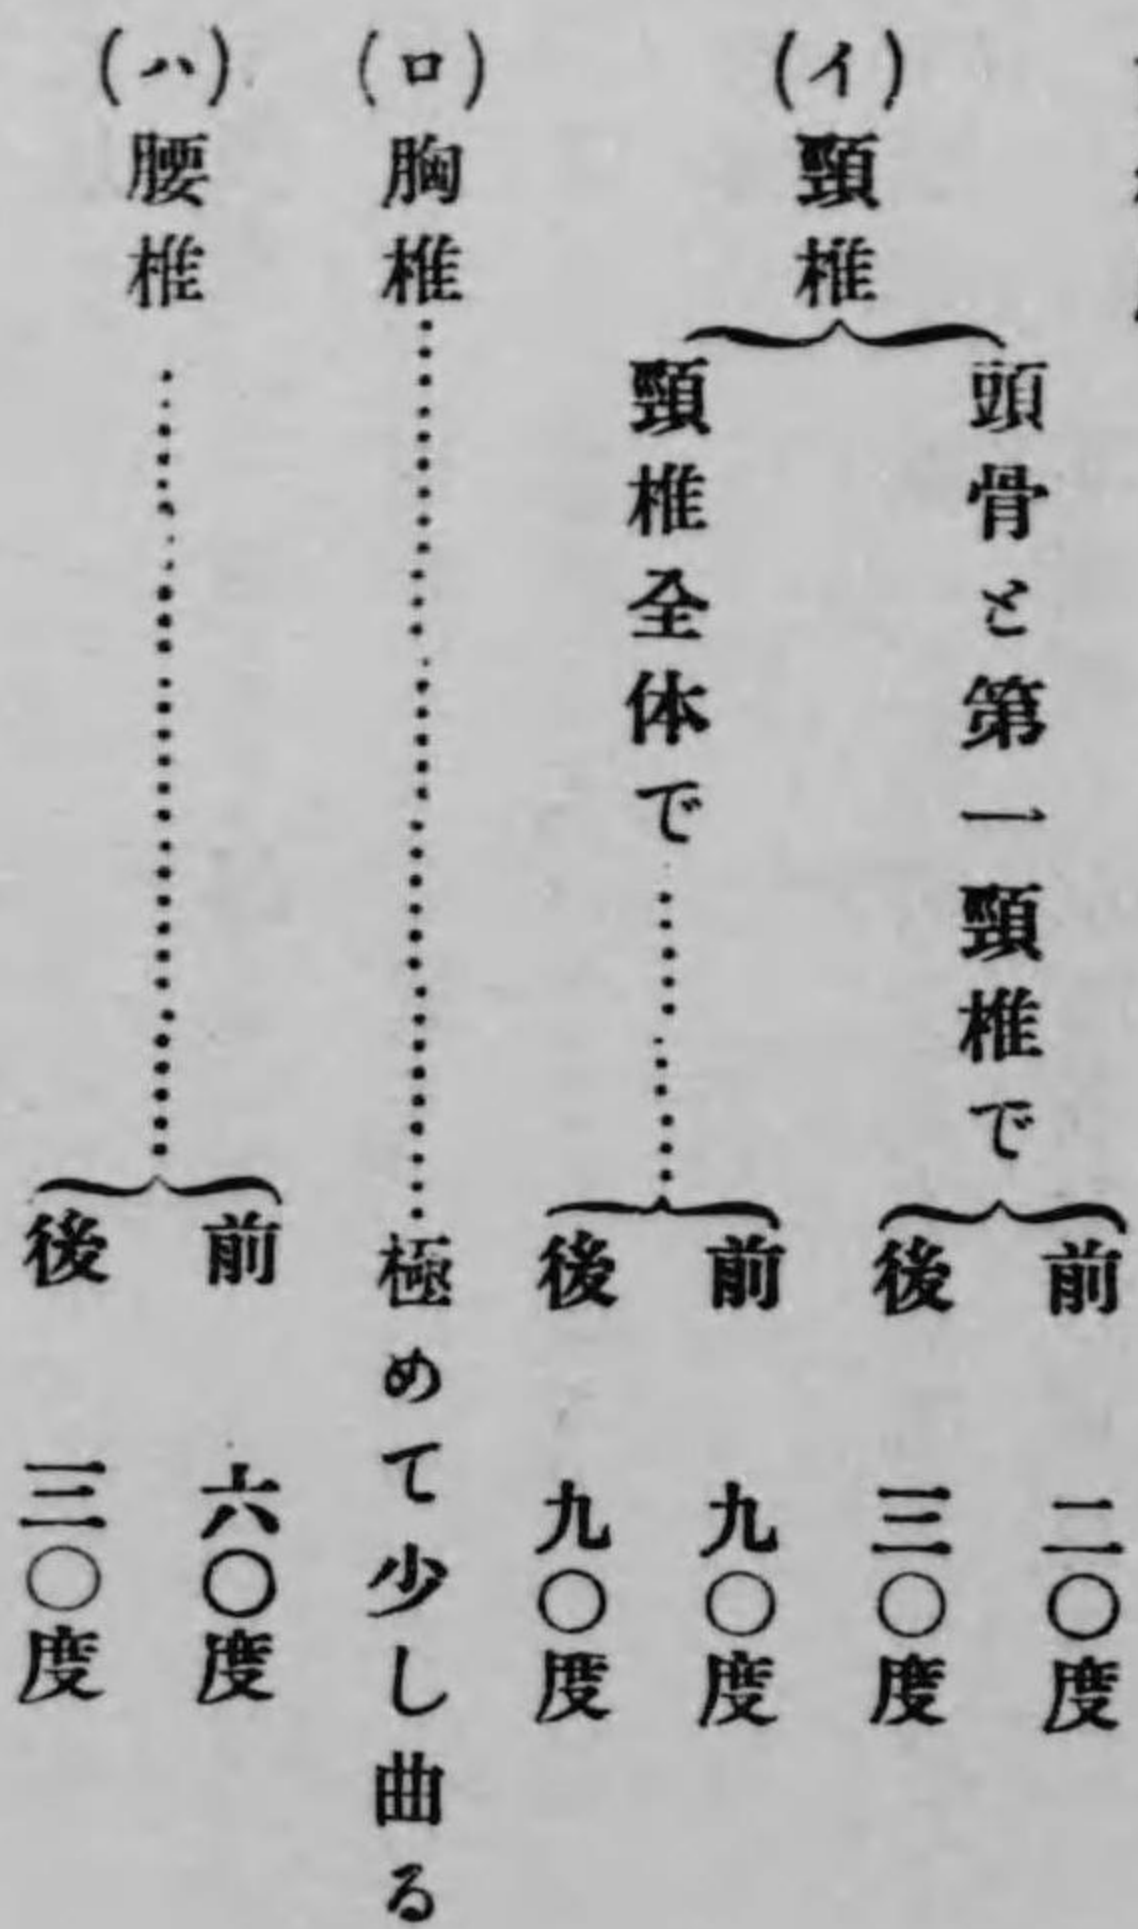 (イ)頸椎
頭骨と第一頸椎で
前 二〇度
後 三〇度
頸椎全体で…………
前 九〇度
後 九〇度
(ロ)胸椎…………………………極めて少し曲る
(ハ)腰椎…………………………
前 六〇度
後 三〇度